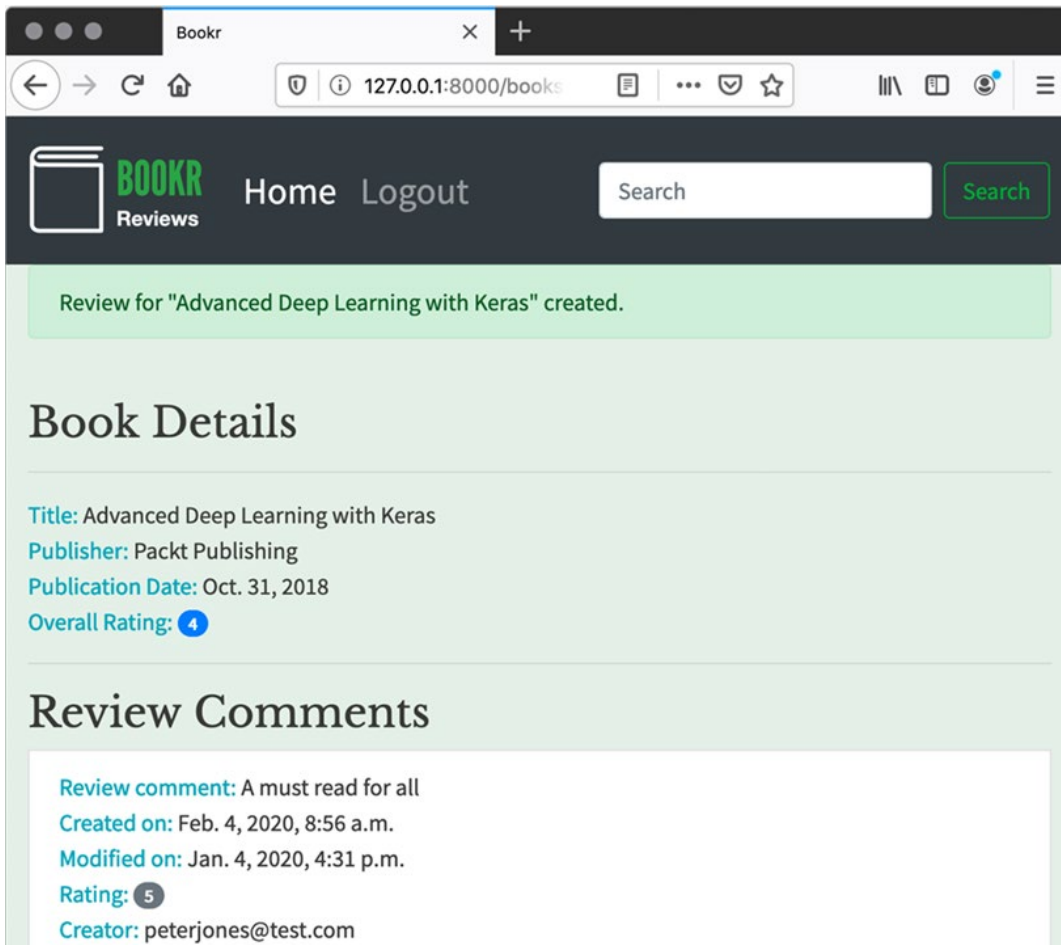 Bookr
127.0.0.1:8000/books
BOOKR
Reviews
Home Logout
Search
Search
Review for "Advanced Deep Learning with Keras" created.
Book Details
Title: Advanced Deep Learning with Keras
Publisher: Packt Publishing
Publication Date: Oct. 31, 2018
Overall Rating: 4
Review Comments
Review comment: A must read for all
Created on: Feb. 4, 2020, 8:56 a.m.
Modified on: Jan. 4, 2020, 4:31 p.m.
Rating: 5
Creator: peterjones@test.com